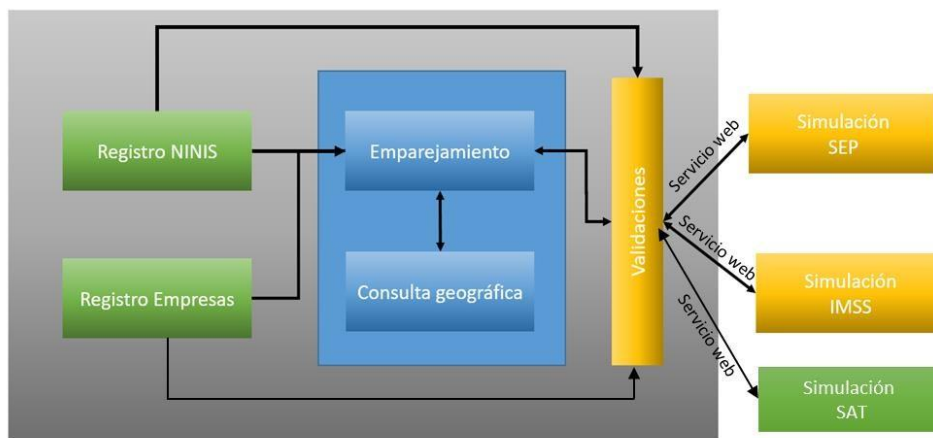 Registro NINIS
Registro Empresas
Emparejamiento
Consulta geográfica
Validaciones
Servicio web
Servicio web
Servicio web
Simulación
SEP
Simulación
IMSS
Simulación
SAT